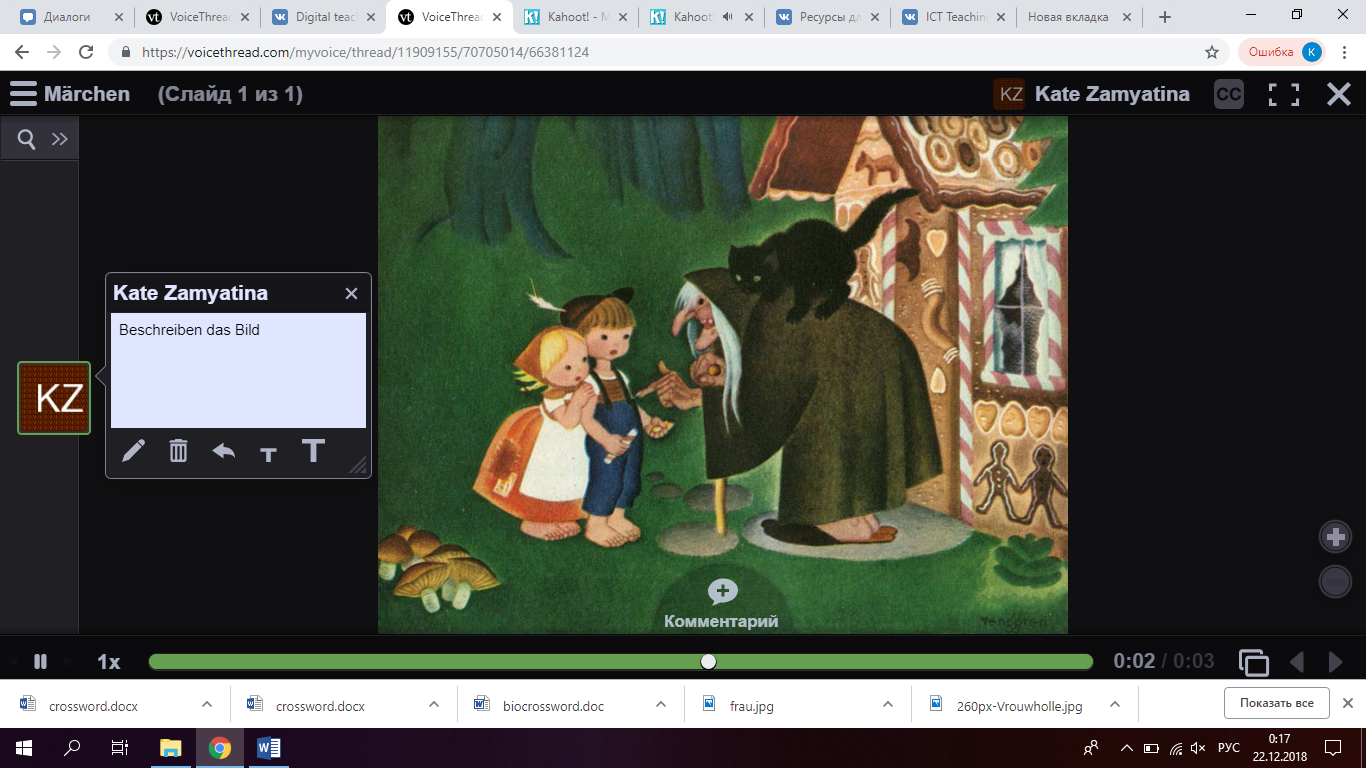 Диалоги
VoiceThread
Digital teac
VoiceThread
Kahoot! - M
Kahoot
Ресурсы дл
ICT Teachin
Новая вкладка
https://voicethread.com/myvoice/thread/11909155/70705014/66381124
Ошибка
K
Märchen
(Слайд 1 из 1)
KZ
Kate Zamyatina
CC
Kate Zamyatina
Beschreiben das Bild
KZ
T T
Комментарий
1x
0:02 / 0:03
crossword.docx
crossword.docx
biocrossword.doc
frau.jpg
260px-Vrouwholle.jpg
Показать все
РУС
0:17
22.12.2018